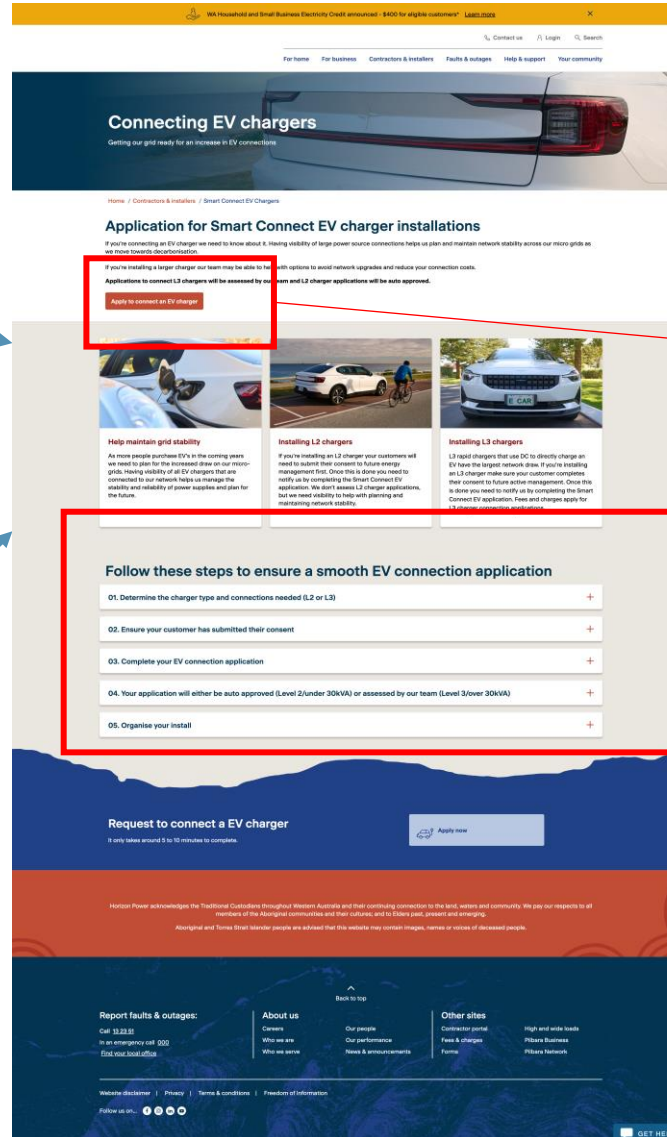 WA Household and Small Business Electricity Credit announced - $400 for eligible customers* Learn more
Contact us Login Search
For home For business Contractors & installers Faults & outages Help & support Your community
Connecting EV chargers
Getting our grid ready for an increase in EV connections
Home / Contractors & installers / Smart Connect EV Chargers
Application for Smart Connect EV charger installations
If you're connecting an EV charger we need to know about it. Having visibility of large power source connections helps us plan and maintain network stability across our micro grids as
we move towards decarbonisation.
If you're installing a larger charger our team may be able to help with options to avoid network upgrades and reduce your connection costs.
Applications to connect L3 chargers will be assessed by our team and L2 charger applications will be auto approved.
Apply to connect an EV charger
E CAR
Help maintain grid stability
As more people purchase EV's in the coming years
we need to plan for the increased draw on our micro-
grids. Having visibility of all EV chargers that are
connected to our network helps us manage the
stability and reliability of power supplies and plan for
the future.
Installing L2 chargers
If you're installing an L2 charger your customers will
need to submit their consent to future energy
management first. Once this is done you need to
notify us by completing the Smart Connect EV
application. We don't assess L2 charger applications,
but we need visibility to help with planning and
maintaining network stability.
Installing L3 chargers
L3 rapid chargers that use DC to directly charge an
EV have the largest network draw. If you're installing
an L3 charger make sure your customer completes
their consent to future active management. Once this
is done you need to notify us by completing the Smart
Connect EV application. Fees and charges apply for
L3 charger connection applications.
Follow these steps to ensure a smooth EV connection application
01. Determine the charger type and connections needed (L2 or L3)
02. Ensure your customer has submitted their consent
03. Complete your EV connection application
04. Your application will either be auto approved (Level 2/under 30kVA) or assessed by our team (Level 3/over 30kVA)
05. Organise your install
Request to connect a EV charger
It only takes around 5 to 10 minutes to complete.
Apply now
Horizon Power acknowledges the Traditional Custodians throughout Western Australia and their continuing connection to the land, waters and community. We pay our respects to all
members of the Aboriginal communities and their cultures; and to Elders past, present and emerging.
Aboriginal and Torres Strait Islander people are advised that this website may contain images, names or voices of deceased people.
Back to top
Report faults & outages:
Call 13 23 51
In an emergency call 000
Find your local office
About us
Careers Our people
Who we are Our performance
Who we serve News & announcements
Other sites
Contractor portal High and wide loads
Fees & charges Pilbara Business
Forms Pilbara Network
Website disclaimer | Privacy | Terms & conditions | Freedom of Information
Follow us on...
GET HE